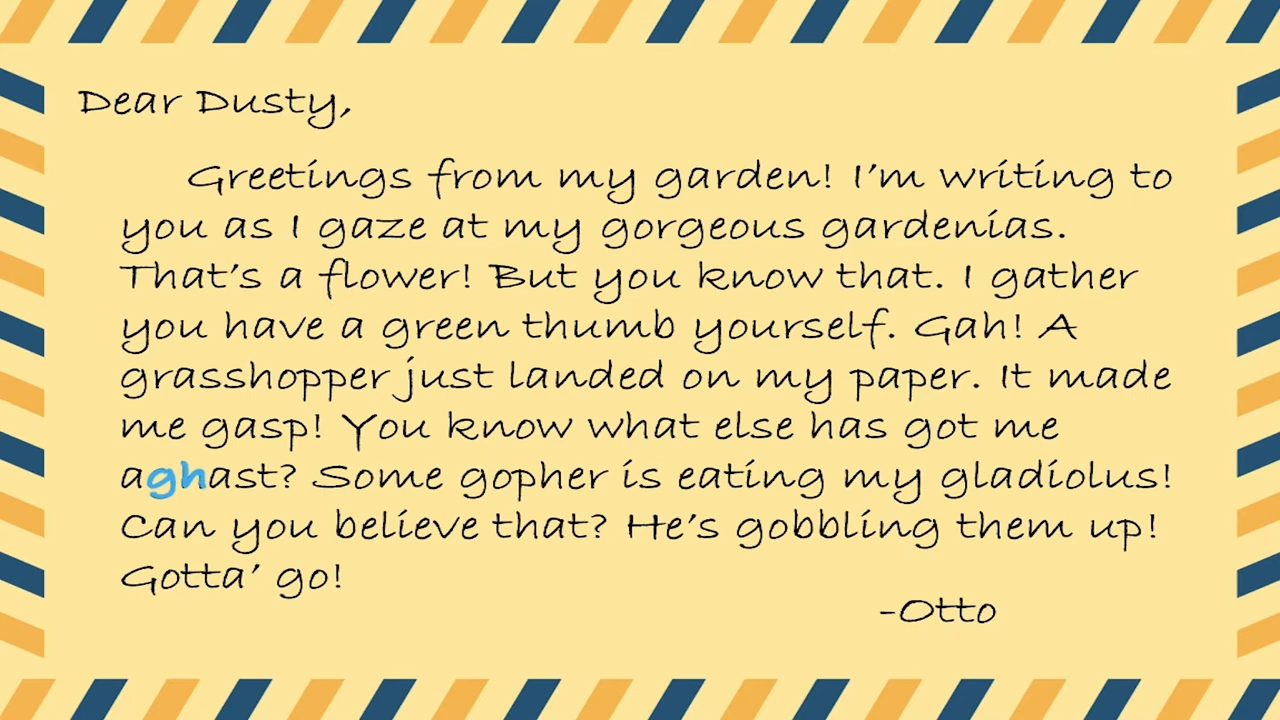 Dear Dusty,
Greetings from my garden! I'm writing to
you as I gaze at my gorgeous gardenias.
That's a flower! But you know that. I gather
you have a green thumb yourself. Gah! A
grasshopper just landed on my paper. It made
me gasp! You know what else has got me
aghast? Some gopher is eating my gladiolus!
Can you believe that? He's gobbling them up!
Gotta' go!
-Otto